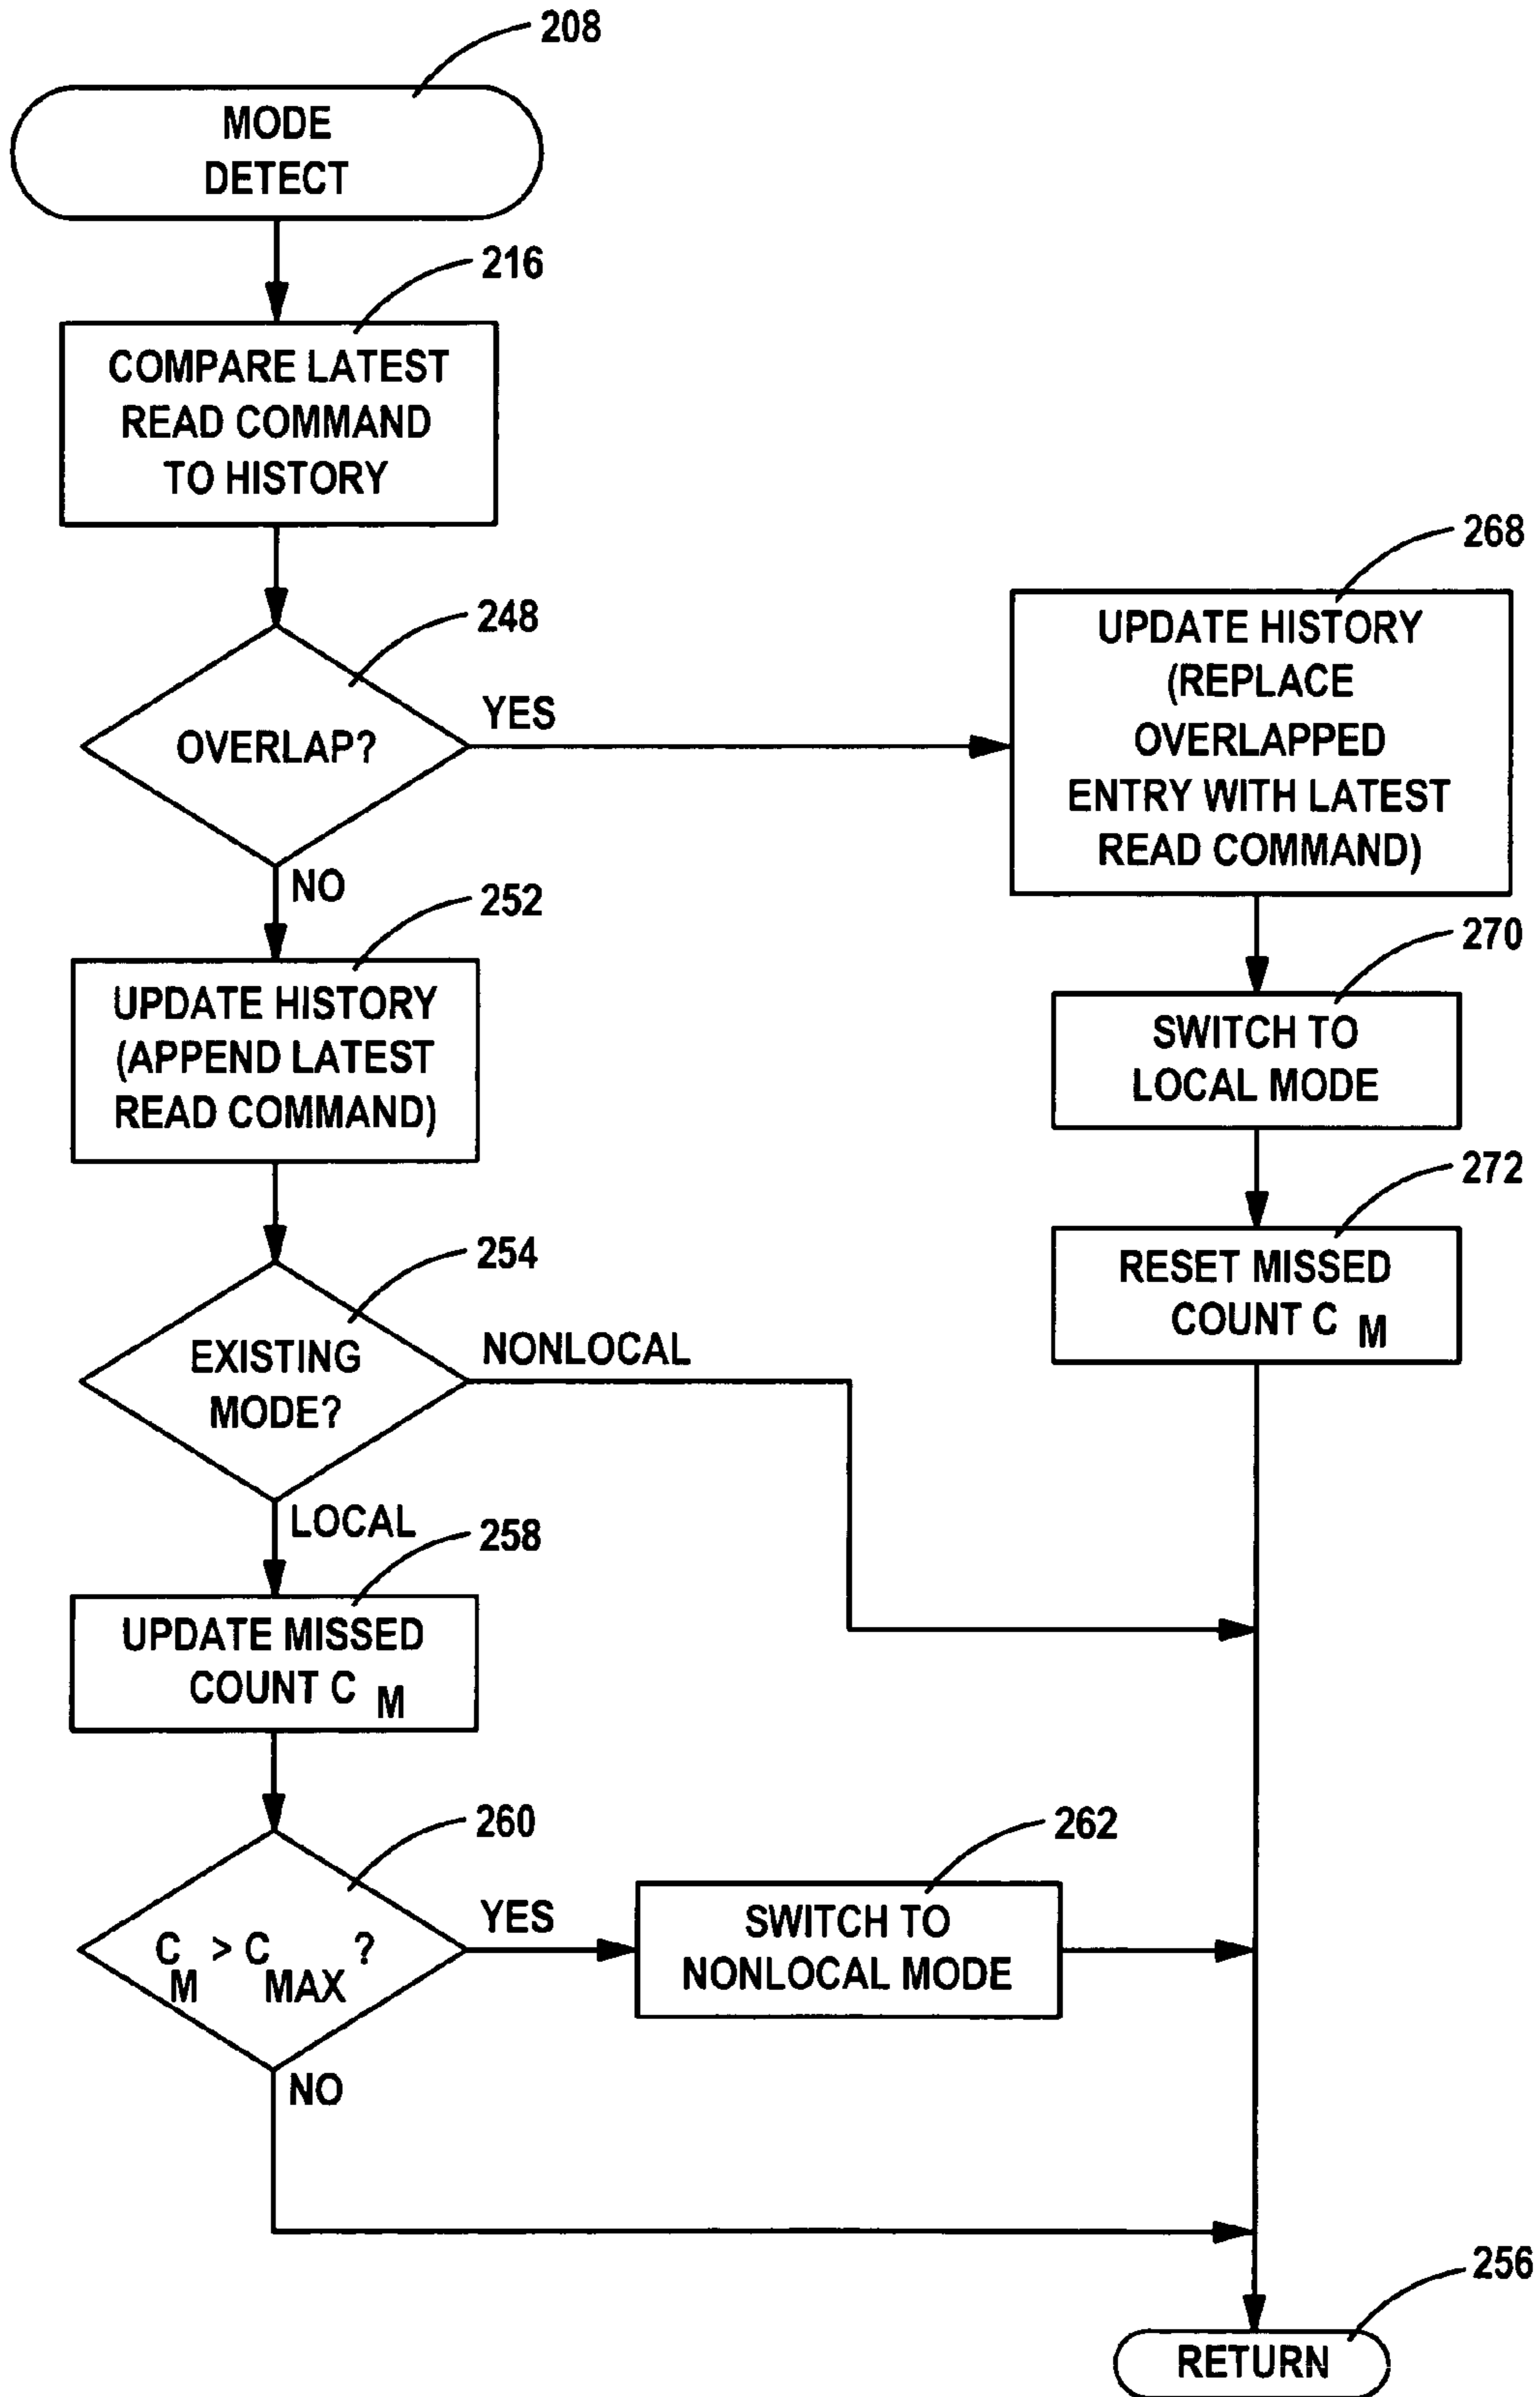 208
MODE
DETECT
216
COMPARE LATEST
READ COMMAND
TO HISTORY
248
OVERLAP?
YES
NO
268
UPDATE HISTORY
(REPLACE
OVERLAPPED
ENTRY WITH LATEST
READ COMMAND)
252
UPDATE HISTORY
(APPEND LATEST
READ COMMAND)
270
SWITCH TO
LOCAL MODE
272
RESET MISSED
COUNT C M
254
EXISTING
MODE?
NONLOCAL
LOCAL
258
UPDATE MISSED
COUNT C M
260
C M > C MAX ?
YES
NO
262
SWITCH TO
NONLOCAL MODE
256
RETURN